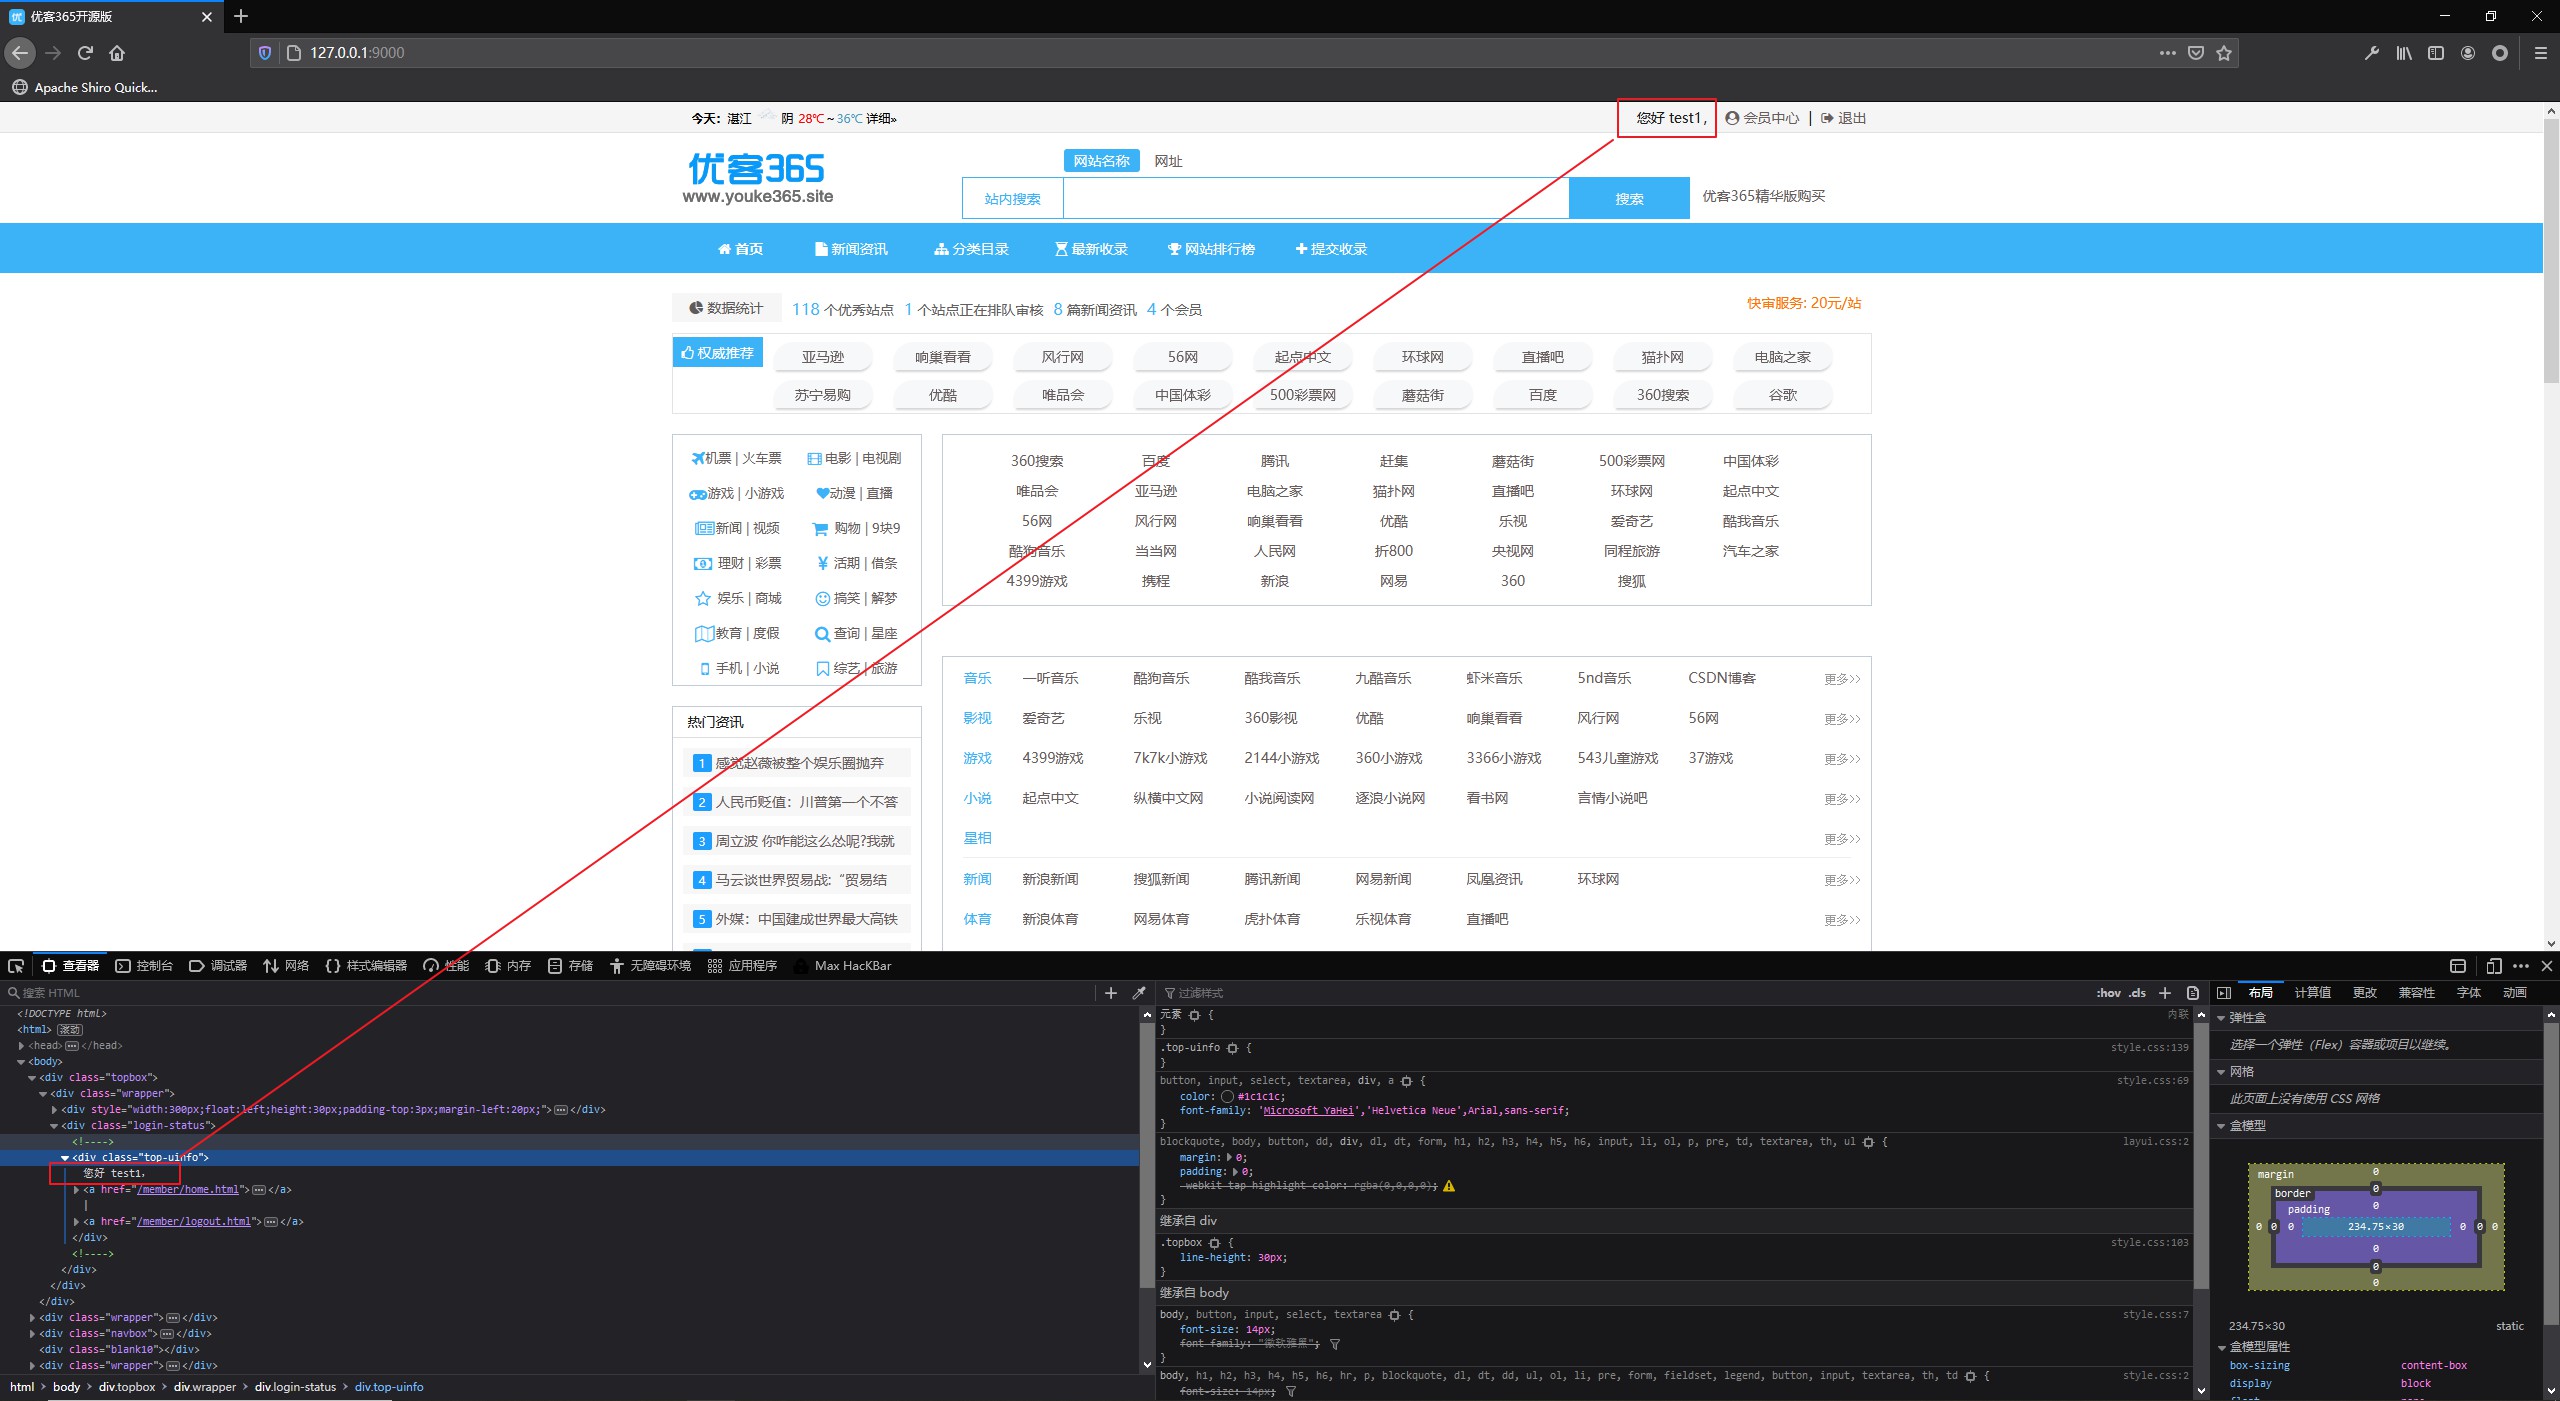 优客365开源版
127.0.0.1:9000
Apache Shiro Quick...
今天: 湛江 阴 28℃ ~ 36℃ 详细»
您好 test1, 会员中心 | 退出
优客365
www.youke365.site
网站名称 网址
站内搜索 搜索 优客365精华版购买
首页 新闻资讯 分类目录 最新收录 网站排行榜 提交收录
数据统计 118 个优秀站点 1 个站点正在排队审核 8 篇新闻资讯 4 个会员 快审服务: 20元/站
权威推荐 亚马逊 响巢看看 风行网 56网 起点中文 环球网 直播吧 猫扑网 电脑之家
苏宁易购 优酷 唯品会 中国体彩 500彩票网 蘑菇街 百度 360搜索 谷歌
机票 | 火车票 电影 | 电视剧
游戏 | 小游戏 动漫 | 直播
新闻 | 视频 购物 | 9块9
理财 | 彩票 活期 | 借条
娱乐 | 商城 搞笑 | 解梦
教育 | 度假 查询 | 星座
手机 | 小说 综艺 | 旅游
360搜索 百度 腾讯 赶集 蘑菇街 500彩票网 中国体彩
唯品会 亚马逊 电脑之家 猫扑网 直播吧 环球网 起点中文
56网 风行网 响巢看看 优酷 乐视 爱奇艺 酷我音乐
酷狗音乐 当当网 人民网 折800 央视网 同程旅游 汽车之家
4399游戏 携程 新浪 网易 360 搜狐
热门资讯
1 感觉赵薇被整个娱乐圈抛弃
2 人民币贬值：川普第一个不答
3 周立波 你咋能这么怂呢?我就
4 马云谈世界贸易战:“贸易结
5 外媒：中国建成世界最大高铁
音乐 一听音乐 酷狗音乐 酷我音乐 九酷音乐 虾米音乐 5nd音乐 CSDN博客 更多>>
影视 爱奇艺 乐视 360影视 优酷 响巢看看 风行网 56网 更多>>
游戏 4399游戏 7k7k小游戏 2144小游戏 360小游戏 3366小游戏 543儿童游戏 37游戏 更多>>
小说 起点中文 纵横中文网 小说阅读网 逐浪小说网 看书网 言情小说吧 更多>>
星相 更多>>
新闻 新浪新闻 搜狐新闻 腾讯新闻 网易新闻 凤凰资讯 环球网 更多>>
体育 新浪体育 网易体育 虎扑体育 乐视体育 直播吧 更多>>
查看器 控制台 调试器 网络 样式编辑器 性能 内存 存储 无障碍环境 应用程序 Max HacKBar
搜索 HTML
<!DOCTYPE html>
<html> 滚动
<head> ··· </head>
<body>
<div class="topbox">
<div class="wrapper">
<div style="width:300px;float:left;height:30px;padding-top:3px;margin-left:20px;"> ··· </div>
<div class="login-status">
<!---->
<div class="top-uinfo">
您好 test1,
<a href="/member/home.html"> ··· </a>
|
<a href="/member/logout.html"> ··· </a>
</div>
<!---->
</div>
</div>
</div>
<div class="wrapper"> ··· </div>
<div class="navbox"> ··· </div>
<div class="blank10"></div>
<div class="wrapper"> ··· </div>
html > body > div.topbox > div.wrapper > div.login-status > div.top-uinfo
过滤样式 :hov .cls +
元素 { 内联
}
.top-uinfo { style.css:139
}
button, input, select, textarea, div, a { style.css:69
color: #1c1c1c;
font-family: 'Microsoft YaHei','Helvetica Neue',Arial,sans-serif;
}
blockquote, body, button, dd, div, dl, dt, form, h1, h2, h3, h4, h5, h6, input, li, ol, p, pre, td, textarea, th, ul { layui.css:2
margin: 0;
padding: 0;
-webkit-tap-highlight-color: rgba(0,0,0,0);
}
继承自 div
.topbox { style.css:103
line-height: 30px;
}
继承自 body
body, button, input, select, textarea { style.css:7
font-size: 14px;
font-family: "微软雅黑";
}
body, h1, h2, h3, h4, h5, h6, hr, p, blockquote, dl, dt, dd, ul, ol, li, pre, form, fieldset, legend, button, input, textarea, th, td { style.css:2
font-size: 14px;
布局 计算值 更改 兼容性 字体 动画
弹性盒
选择一个弹性（Flex）容器或项目以继续。
网格
此页面上没有使用 CSS 网格
盒模型
margin 0
border 0
padding 0
0 0 0 234.75×30 0 0 0
0
0
0
234.75×30 static
盒模型属性
box-sizing content-box
display block